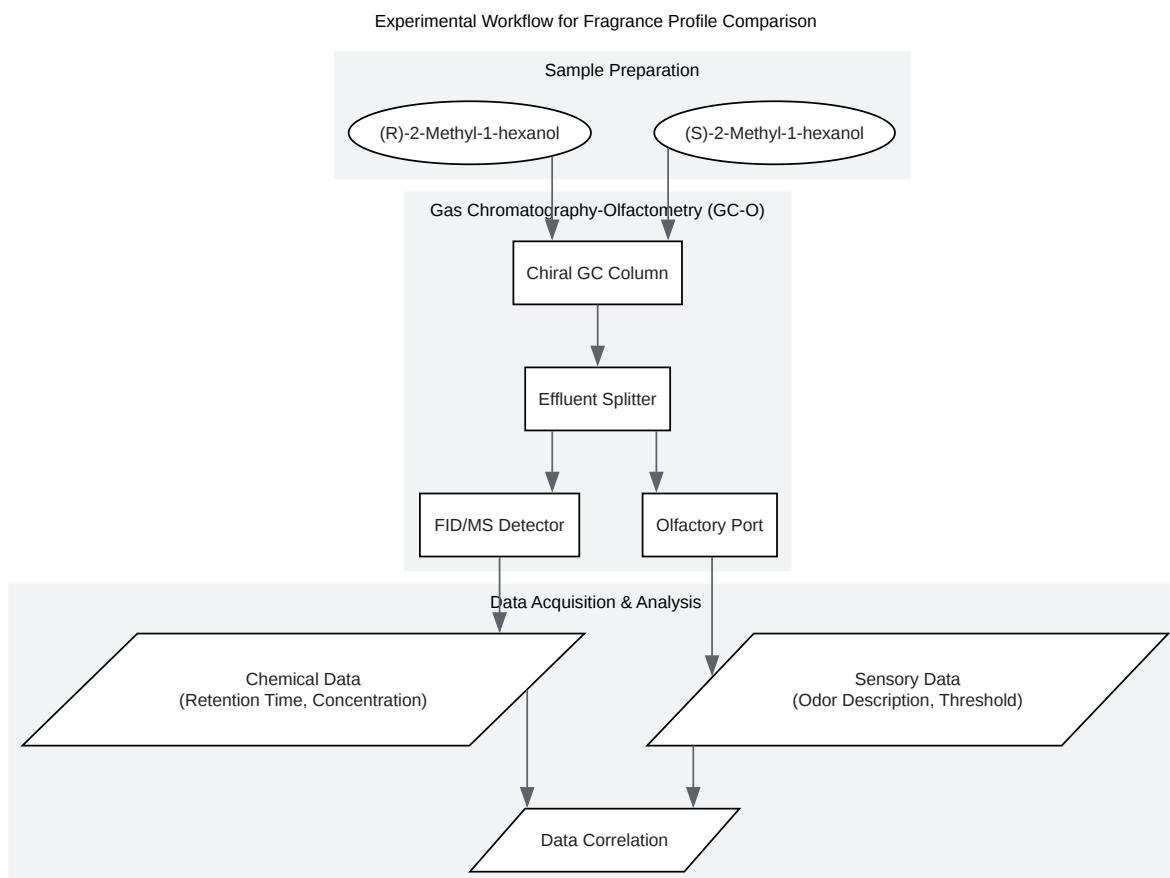 Experimental Workflow for Fragrance Profile Comparison
Sample Preparation
(R)-2-Methyl-1-hexanol
(S)-2-Methyl-1-hexanol
Gas Chromatography-Olfactometry (GC-O)
Chiral GC Column
Effluent Splitter
FID/MS Detector
Olfactory Port
Data Acquisition & Analysis
Chemical Data
(Retention Time, Concentration)
Sensory Data
(Odor Description, Threshold)
Data Correlation